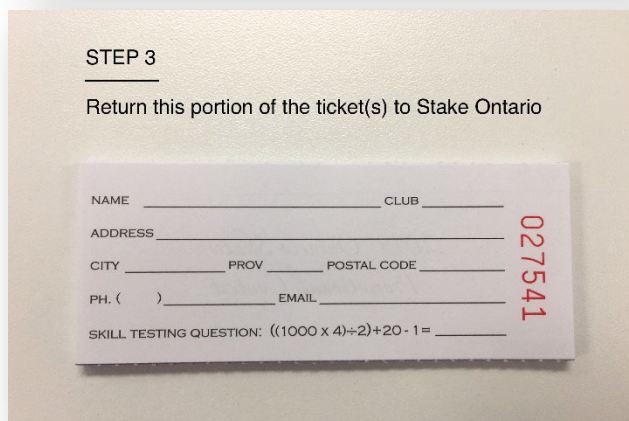 STEP 3
Return this portion of the ticket(s) to Stake Ontario
NAME CLUB
ADDRESS
CITY PROV POSTAL CODE
PH. ( ) EMAIL
SKILL TESTING QUESTION: ((1000 x 4)÷2)+20 - 1=
027541